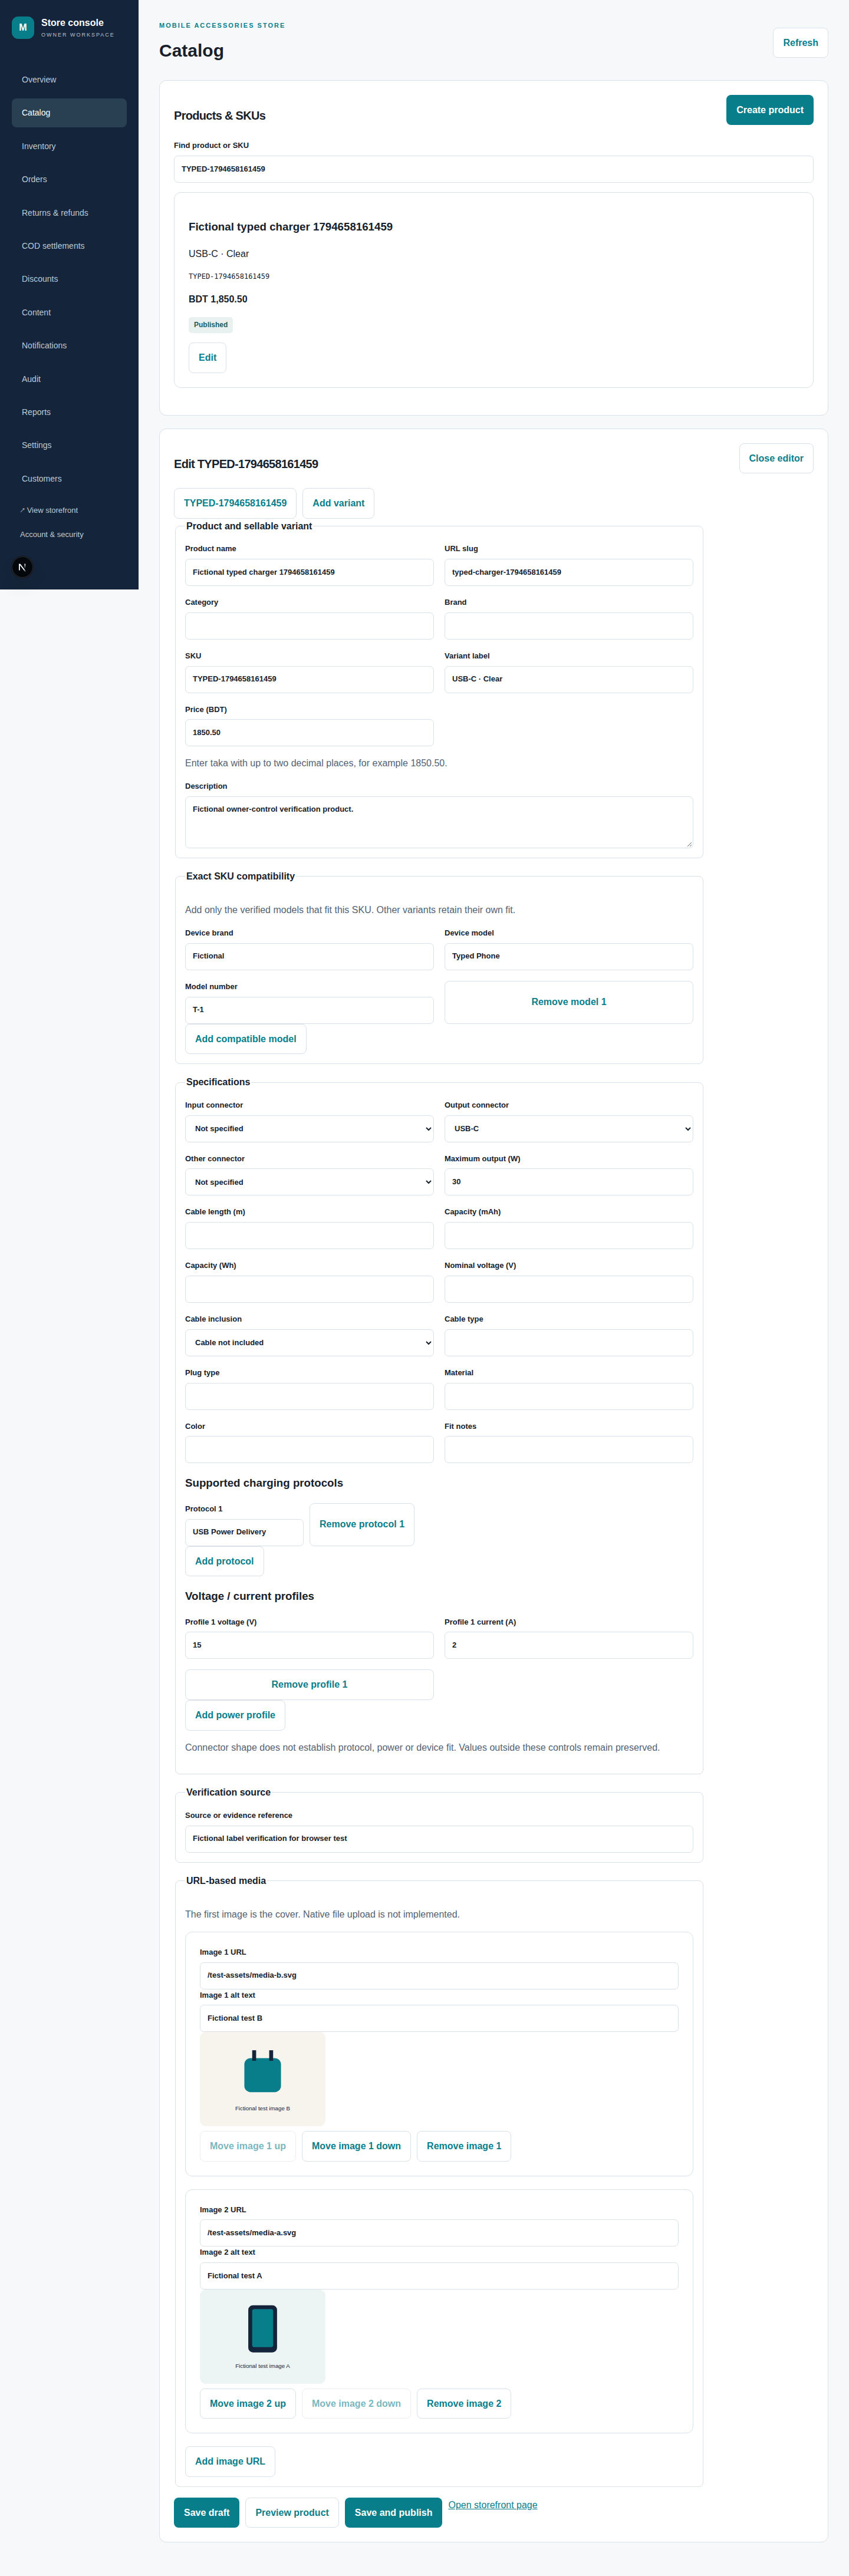 M
Store console
OWNER WORKSPACE
Overview
Catalog
Inventory
Orders
Returns & refunds
COD settlements
Discounts
Content
Notifications
Audit
Reports
Settings
Customers
↗ View storefront
Account & security
N
MOBILE ACCESSORIES STORE
Catalog
Refresh
Products & SKUs
Create product
Find product or SKU
TYPED-1794658161459
Fictional typed charger 1794658161459
USB-C · Clear
TYPED-1794658161459
BDT 1,850.50
Published
Edit
Edit TYPED-1794658161459
Close editor
TYPED-1794658161459 Add variant
Product and sellable variant
Product name URL slug
Fictional typed charger 1794658161459 typed-charger-1794658161459
Category Brand
SKU Variant label
TYPED-1794658161459 USB-C · Clear
Price (BDT)
1850.50
Enter taka with up to two decimal places, for example 1850.50.
Description
Fictional owner-control verification product.
Exact SKU compatibility
Add only the verified models that fit this SKU. Other variants retain their own fit.
Device brand Device model
Fictional Typed Phone
Model number
T-1
Remove model 1
Add compatible model
Specifications
Input connector Output connector
Not specified USB-C
Other connector Maximum output (W)
Not specified 30
Cable length (m) Capacity (mAh)
Capacity (Wh) Nominal voltage (V)
Cable inclusion Cable type
Cable not included
Plug type Material
Color Fit notes
Supported charging protocols
Protocol 1
USB Power Delivery
Remove protocol 1
Add protocol
Voltage / current profiles
Profile 1 voltage (V) Profile 1 current (A)
15 2
Remove profile 1
Add power profile
Connector shape does not establish protocol, power or device fit. Values outside these controls remain preserved.
Verification source
Source or evidence reference
Fictional label verification for browser test
URL-based media
The first image is the cover. Native file upload is not implemented.
Image 1 URL
/test-assets/media-b.svg
Image 1 alt text
Fictional test B
Fictional test image B
Move image 1 up Move image 1 down Remove image 1
Image 2 URL
/test-assets/media-a.svg
Image 2 alt text
Fictional test A
Fictional test image A
Move image 2 up Move image 2 down Remove image 2
Add image URL
Save draft Preview product Save and publish Open storefront page